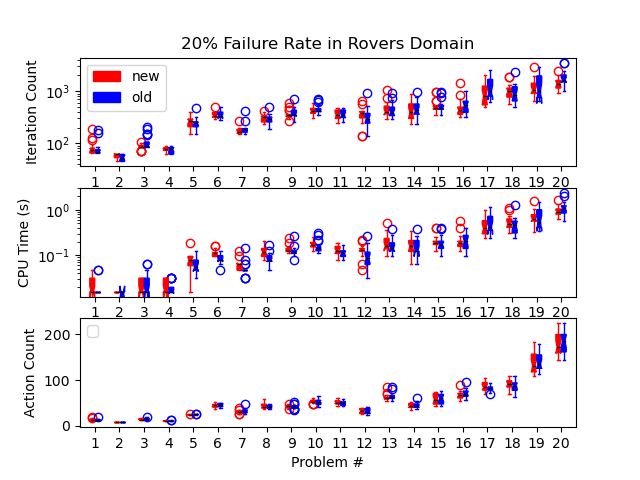 20% Failure Rate in Rovers Domain
Iteration Count
10³
10²
new
old
1 2 3 4 5 6 7 8 9 10 11 12 13 14 15 16 17 18 19 20
CPU Time (s)
10⁰
10⁻¹
1 2 3 4 5 6 7 8 9 10 11 12 13 14 15 16 17 18 19 20
Action Count
200
100
0
1 2 3 4 5 6 7 8 9 10 11 12 13 14 15 16 17 18 19 20
Problem #